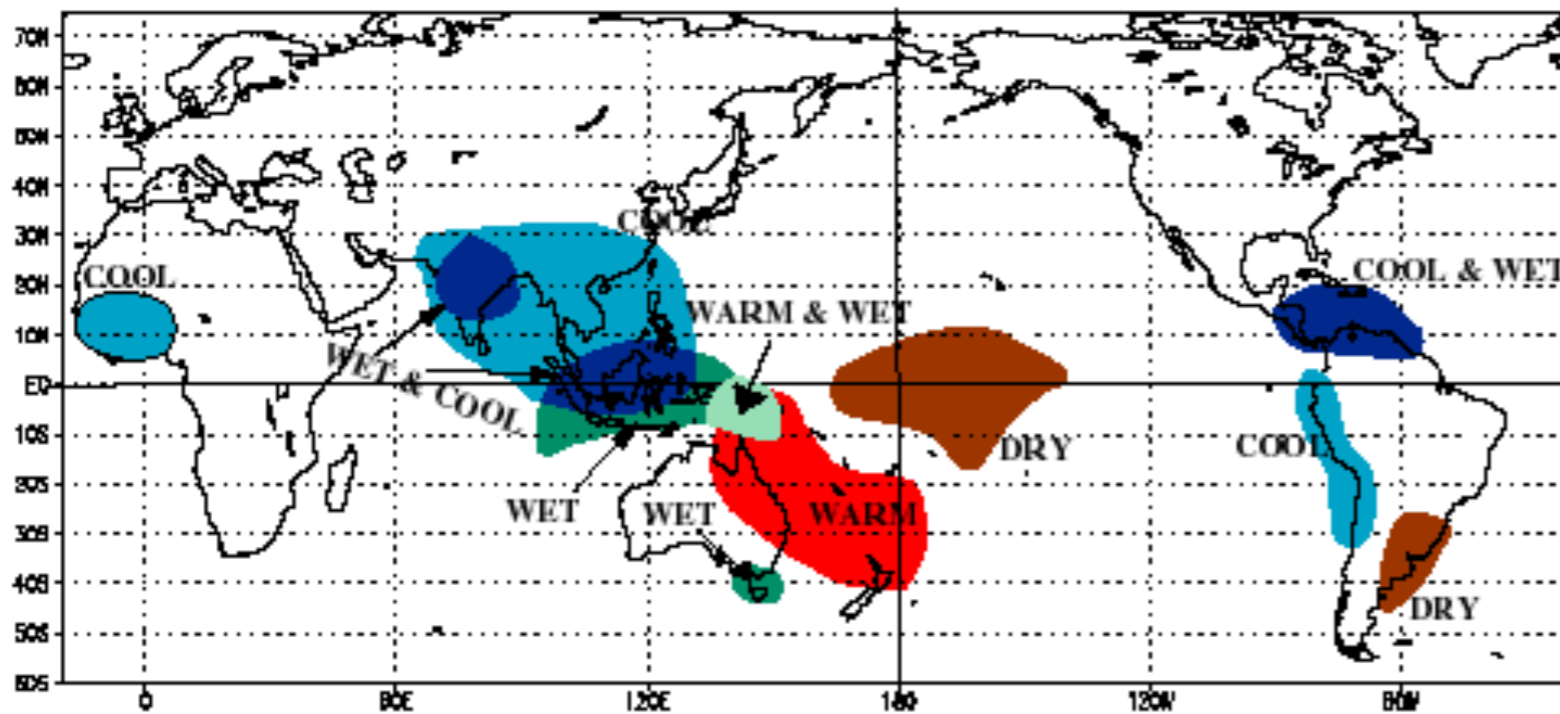 70N
60N
50N
40N
30N
20N
10N
EQ
10S
20S
30S
40S
50S
60S
COOL
COOL
COOL & WET
WARM & WET
WET & COOL
DRY
COOL
WET
WET
WARM
DRY
0
60E
120E
180
120W
60W